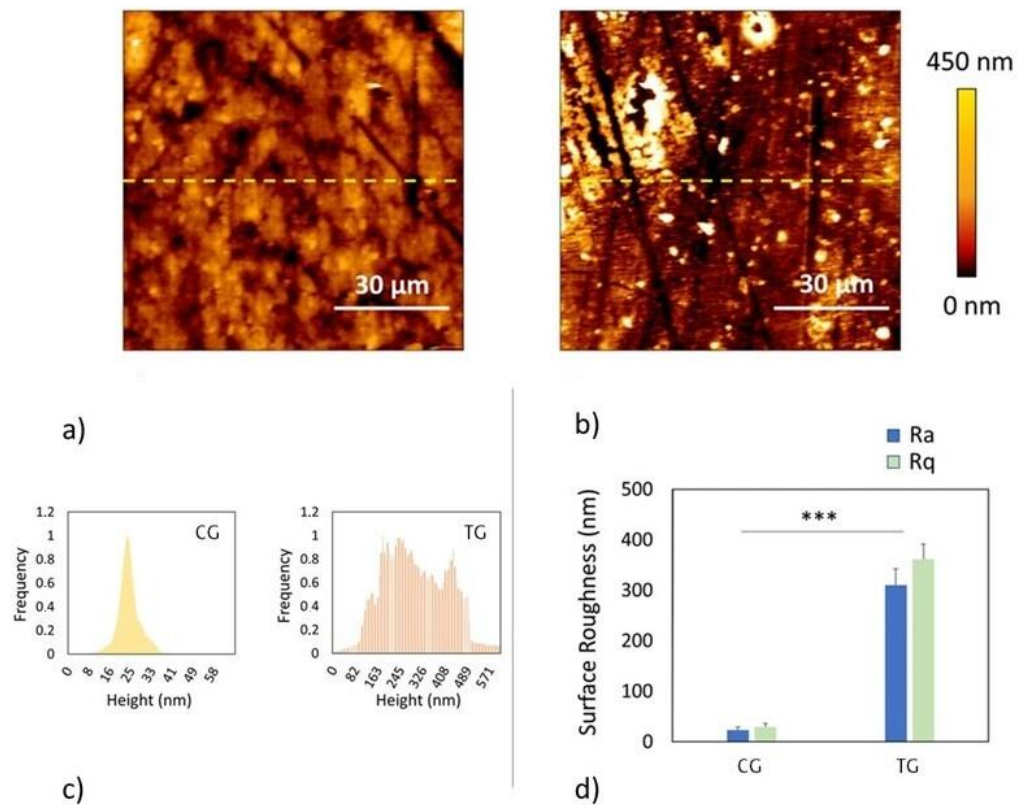 450 nm
30 μm
30 μm
0 nm
a)
b)
Ra
Rq
1.2
1
0.8
0.6
0.4
0.2
0
Frequency
CG
0
8
16
25
33
41
49
58
Height (nm)
1.2
1
0.8
0.6
0.4
0.2
0
Frequency
TG
0
82
163
245
326
408
489
571
Height (nm)
500
400
300
200
100
0
Surface Roughness (nm)
***
CG
TG
c)
d)